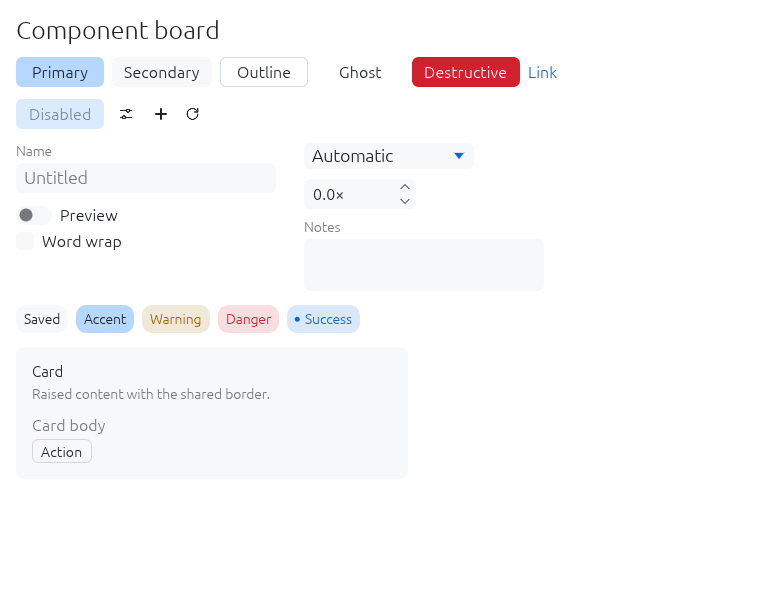 Component board
Primary Secondary Outline Ghost Destructive Link
Disabled
Name
Untitled
Preview
Word wrap
Automatic
0.0×
Notes
Saved Accent Warning Danger Success
Card
Raised content with the shared border.
Card body
Action